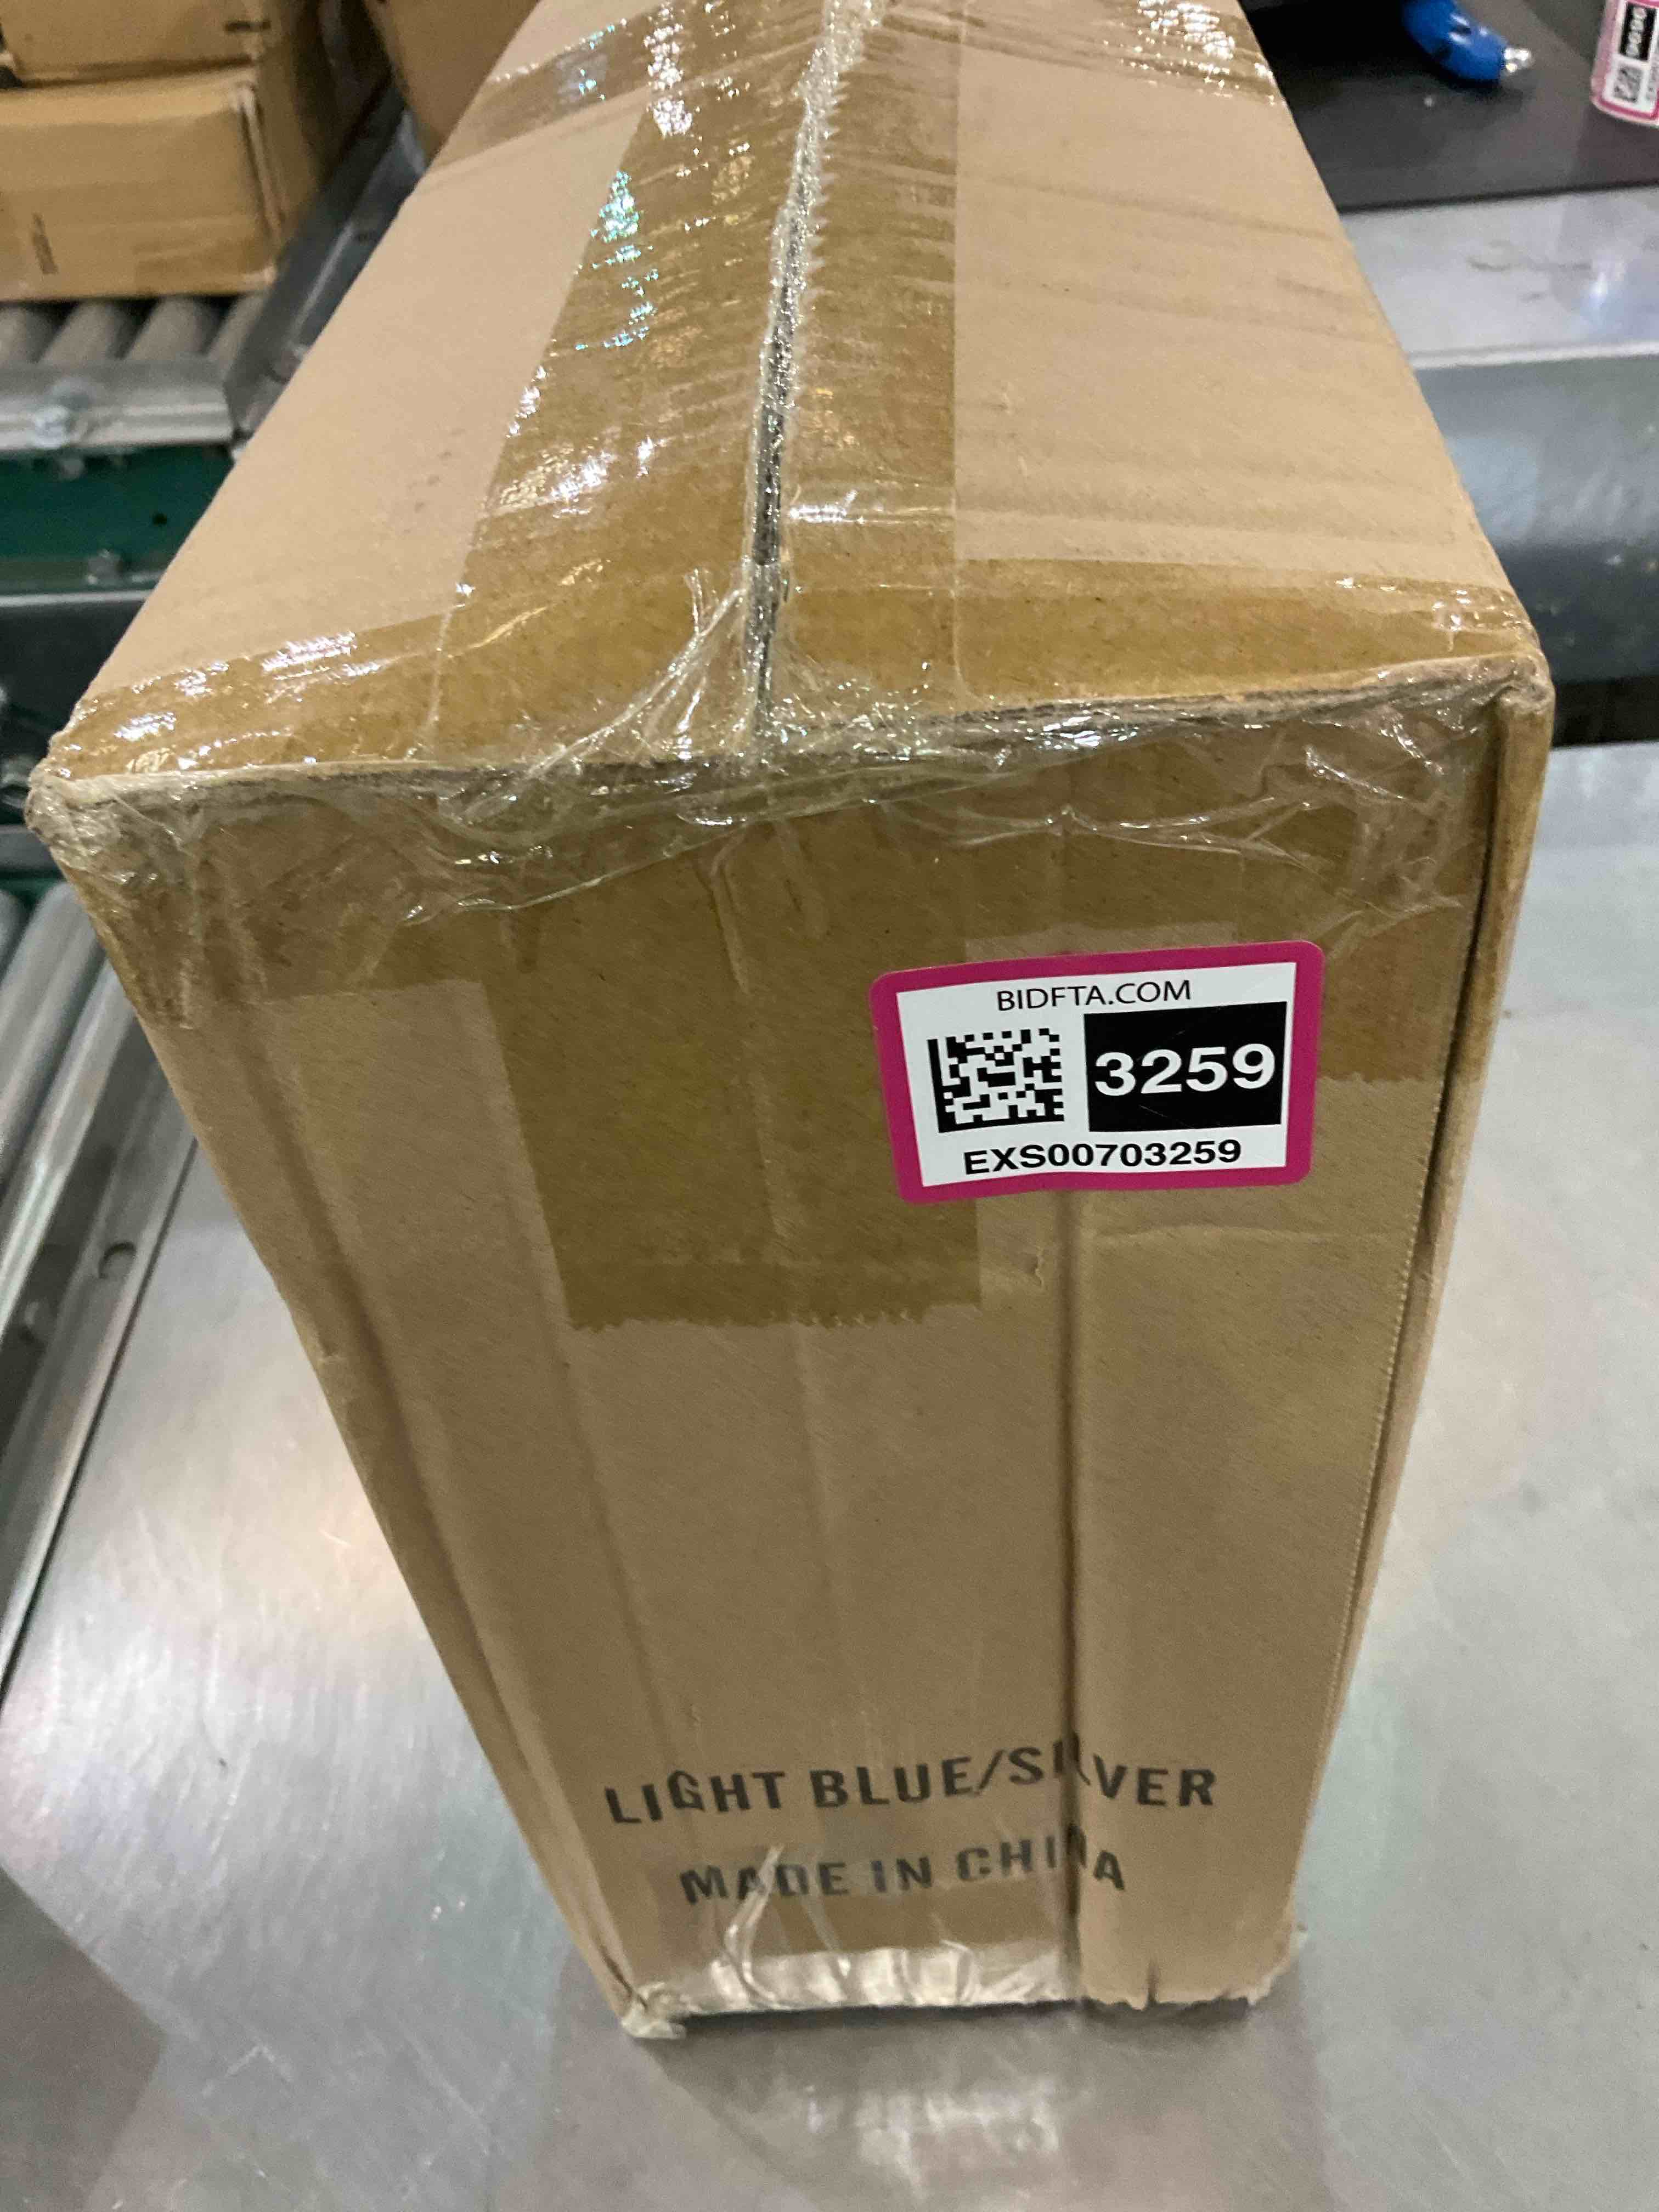 BIDFTA.COM
3259
EXS00703259
LIGHT BLUE/SILVER
MADE IN CHINA